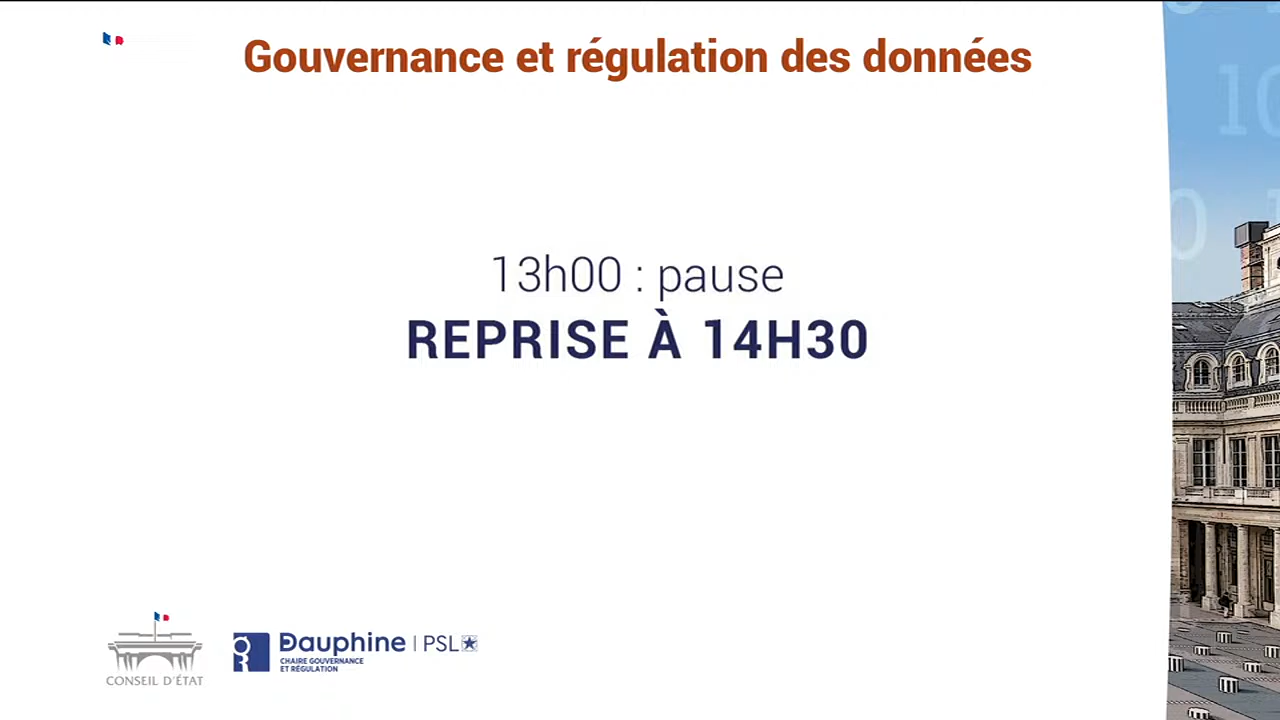 Gouvernance et régulation des données
13h00 : pause
REPRISE À 14H30
CONSEIL D'ÉTAT
Dauphine | PSL
CHAIRE GOUVERNANCE
ET RÉGULATION